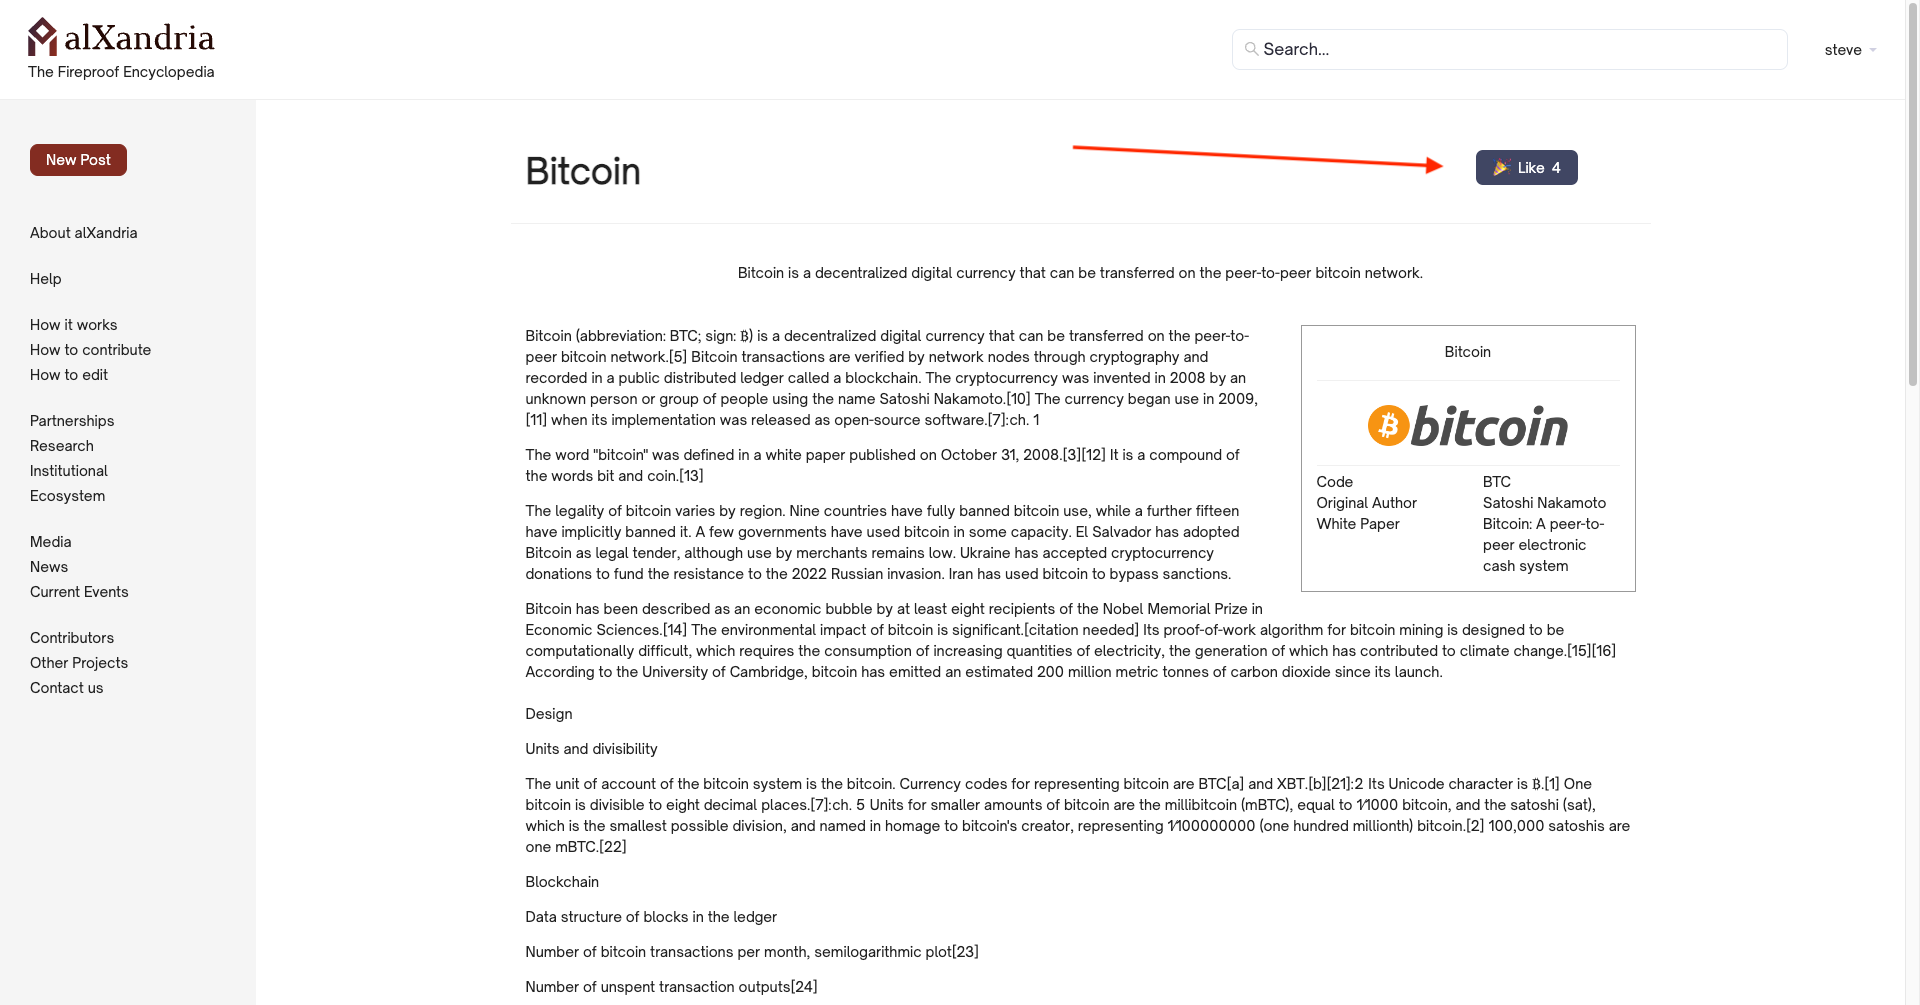 alXandria
The Fireproof Encyclopedia
Search...
steve
New Post
About alXandria
Help
How it works
How to contribute
How to edit
Partnerships
Research
Institutional
Ecosystem
Media
News
Current Events
Contributors
Other Projects
Contact us
Bitcoin
🎉 Like 4
Bitcoin is a decentralized digital currency that can be transferred on the peer-to-peer bitcoin network.
Bitcoin (abbreviation: BTC; sign: ₿) is a decentralized digital currency that can be transferred on the peer-to-
peer bitcoin network.[5] Bitcoin transactions are verified by network nodes through cryptography and
recorded in a public distributed ledger called a blockchain. The cryptocurrency was invented in 2008 by an
unknown person or group of people using the name Satoshi Nakamoto.[10] The currency began use in 2009,
[11] when its implementation was released as open-source software.[7]:ch. 1
The word "bitcoin" was defined in a white paper published on October 31, 2008.[3][12] It is a compound of
the words bit and coin.[13]
The legality of bitcoin varies by region. Nine countries have fully banned bitcoin use, while a further fifteen
have implicitly banned it. A few governments have used bitcoin in some capacity. El Salvador has adopted
Bitcoin as legal tender, although use by merchants remains low. Ukraine has accepted cryptocurrency
donations to fund the resistance to the 2022 Russian invasion. Iran has used bitcoin to bypass sanctions.
Bitcoin has been described as an economic bubble by at least eight recipients of the Nobel Memorial Prize in
Economic Sciences.[14] The environmental impact of bitcoin is significant.[citation needed] Its proof-of-work algorithm for bitcoin mining is designed to be
computationally difficult, which requires the consumption of increasing quantities of electricity, the generation of which has contributed to climate change.[15][16]
According to the University of Cambridge, bitcoin has emitted an estimated 200 million metric tonnes of carbon dioxide since its launch.
Bitcoin
bitcoin
Code BTC
Original Author Satoshi Nakamoto
White Paper Bitcoin: A peer-to-
peer electronic
cash system
Design
Units and divisibility
The unit of account of the bitcoin system is the bitcoin. Currency codes for representing bitcoin are BTC[a] and XBT.[b][21]:2 Its Unicode character is ₿.[1] One
bitcoin is divisible to eight decimal places.[7]:ch. 5 Units for smaller amounts of bitcoin are the millibitcoin (mBTC), equal to 1⁄1000 bitcoin, and the satoshi (sat),
which is the smallest possible division, and named in homage to bitcoin's creator, representing 1⁄100000000 (one hundred millionth) bitcoin.[2] 100,000 satoshis are
one mBTC.[22]
Blockchain
Data structure of blocks in the ledger
Number of bitcoin transactions per month, semilogarithmic plot[23]
Number of unspent transaction outputs[24]